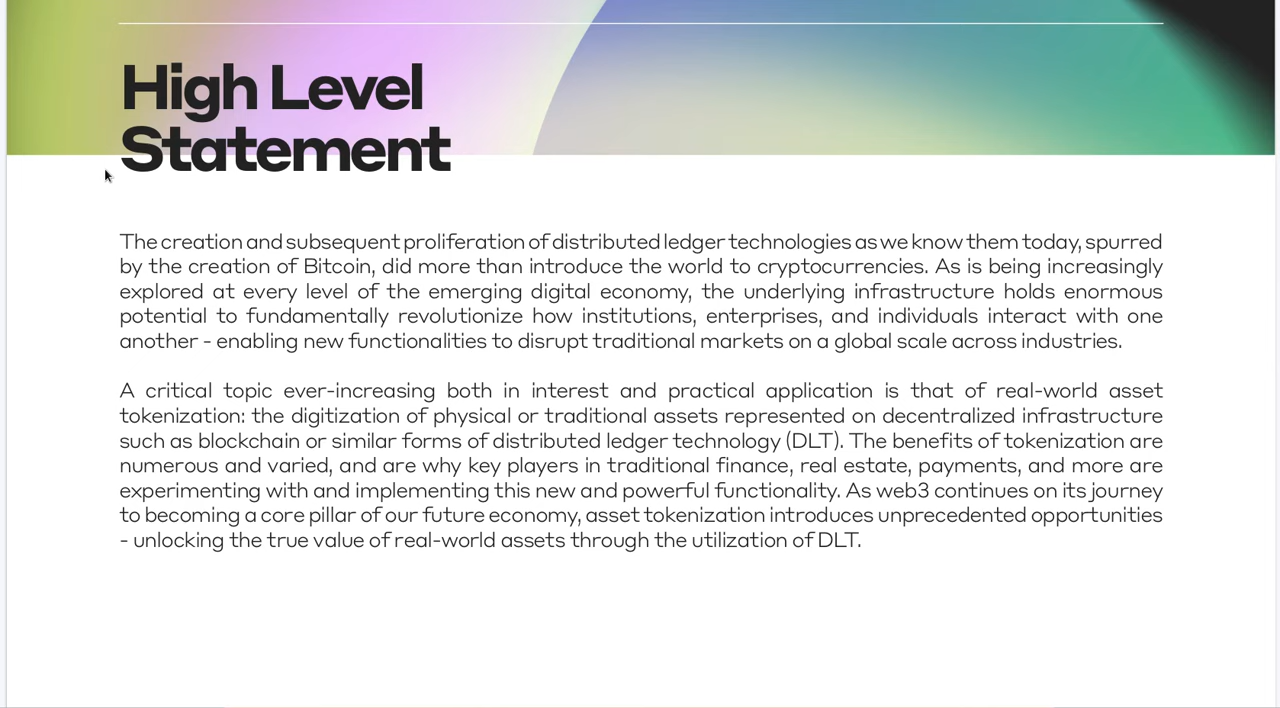 High Level
Statement
The creation and subsequent proliferation of distributed ledger technologies as we know them today, spurred
by the creation of Bitcoin, did more than introduce the world to cryptocurrencies. As is being increasingly
explored at every level of the emerging digital economy, the underlying infrastructure holds enormous
potential to fundamentally revolutionize how institutions, enterprises, and individuals interact with one
another - enabling new functionalities to disrupt traditional markets on a global scale across industries.
A critical topic ever-increasing both in interest and practical application is that of real-world asset
tokenization: the digitization of physical or traditional assets represented on decentralized infrastructure
such as blockchain or similar forms of distributed ledger technology (DLT). The benefits of tokenization are
numerous and varied, and are why key players in traditional finance, real estate, payments, and more are
experimenting with and implementing this new and powerful functionality. As web3 continues on its journey
to becoming a core pillar of our future economy, asset tokenization introduces unprecedented opportunities
- unlocking the true value of real-world assets through the utilization of DLT.